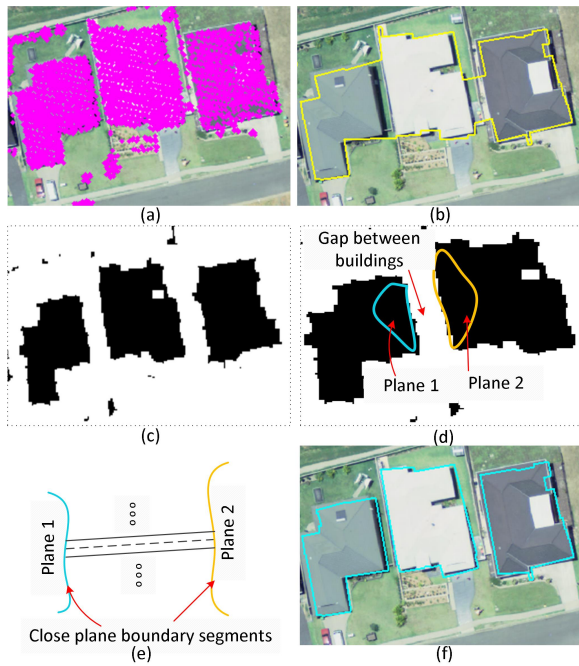 (a)
(b)
Gap between
buildings
Plane 1
Plane 2
(c)
(d)
Plane 1
Plane 2
Close plane boundary segments
(e)
(f)